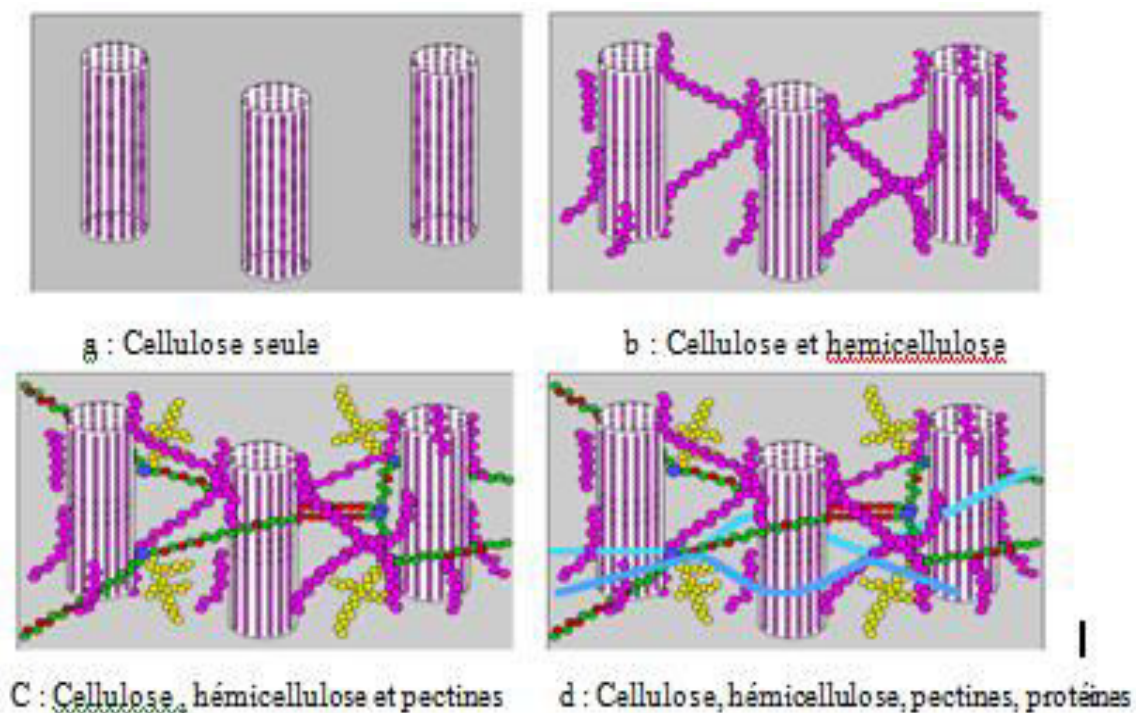 a : Cellulose seule
b : Cellulose et hemicellulose
C : Cellulose, hémicellulose et pectines
d : Cellulose, hémicellulose, pectines, protéines